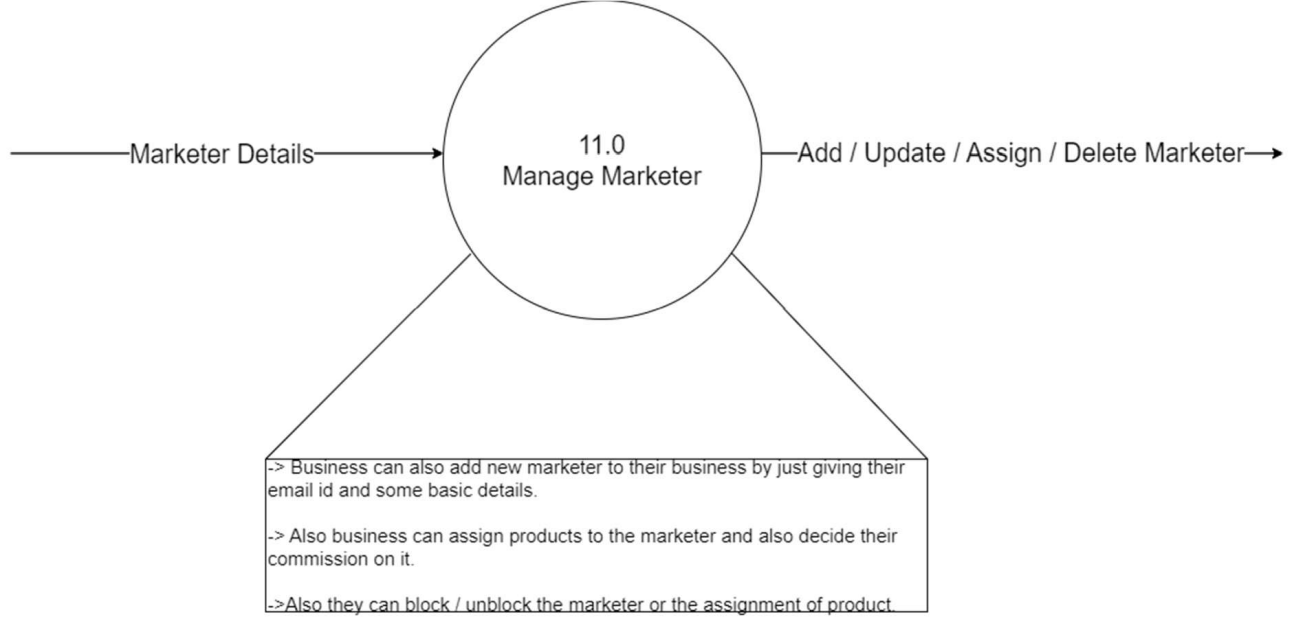 Marketer Details
11.0
Manage Marketer
Add / Update / Assign / Delete Marketer
-> Business can also add new marketer to their business by just giving their
email id and some basic details.
-> Also business can assign products to the marketer and also decide their
commission on it.
->Also they can block / unblock the marketer or the assignment of product.